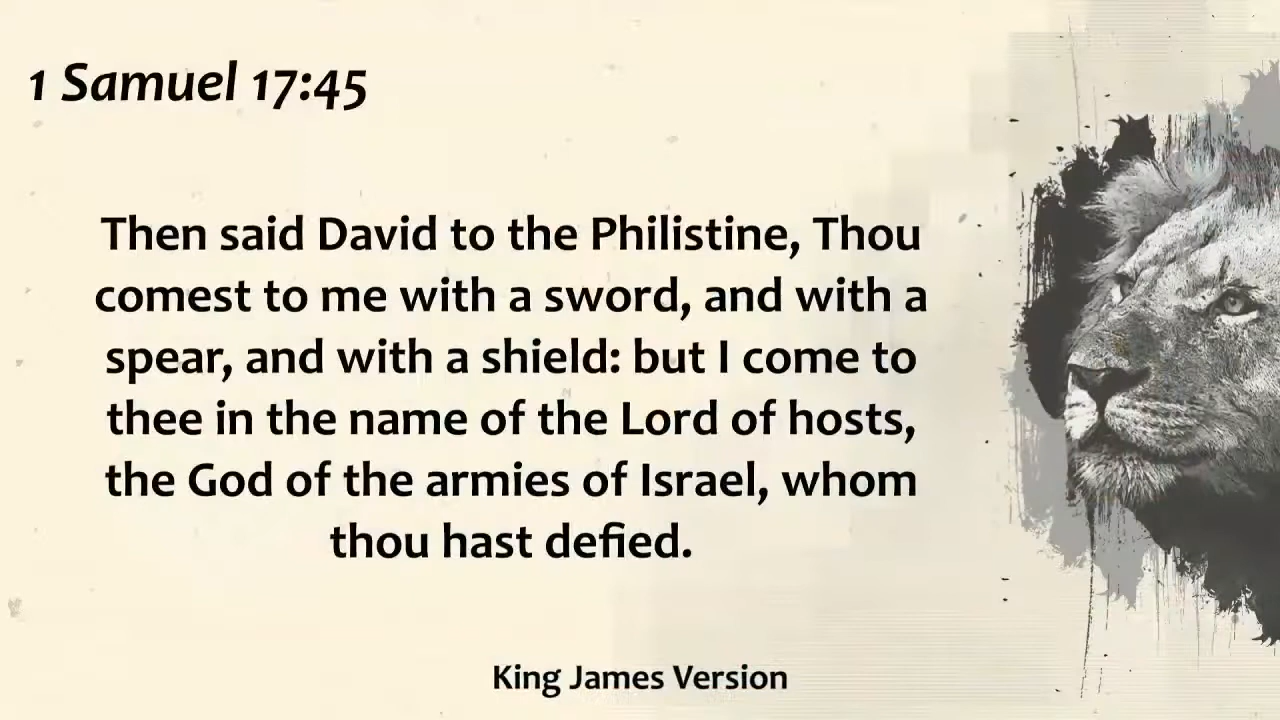 1 Samuel 17:45
Then said David to the Philistine, Thou
comest to me with a sword, and with a
spear, and with a shield: but I come to
thee in the name of the Lord of hosts,
the God of the armies of Israel, whom
thou hast defied.
King James Version